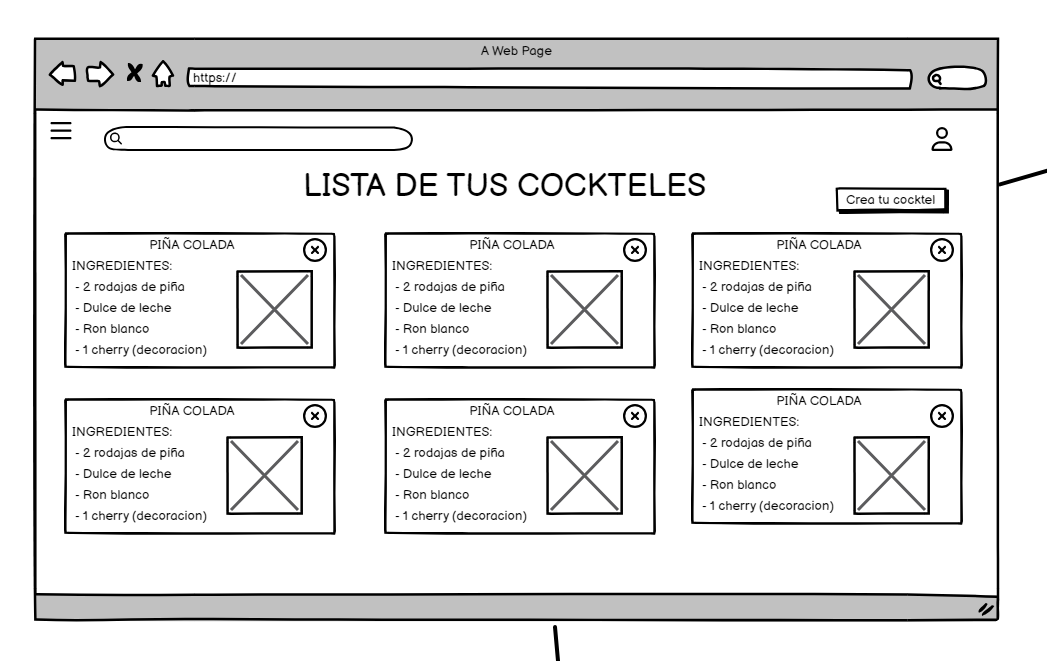 A Web Page
https://
LISTA DE TUS COCKTELES
Crea tu cocktel
PIÑA COLADA
INGREDIENTES:
- 2 rodajas de piña
- Dulce de leche
- Ron blanco
- 1 cherry (decoracion)
PIÑA COLADA
INGREDIENTES:
- 2 rodajas de piña
- Dulce de leche
- Ron blanco
- 1 cherry (decoracion)
PIÑA COLADA
INGREDIENTES:
- 2 rodajas de piña
- Dulce de leche
- Ron blanco
- 1 cherry (decoracion)
PIÑA COLADA
INGREDIENTES:
- 2 rodajas de piña
- Dulce de leche
- Ron blanco
- 1 cherry (decoracion)
PIÑA COLADA
INGREDIENTES:
- 2 rodajas de piña
- Dulce de leche
- Ron blanco
- 1 cherry (decoracion)
PIÑA COLADA
INGREDIENTES:
- 2 rodajas de piña
- Dulce de leche
- Ron blanco
- 1 cherry (decoracion)